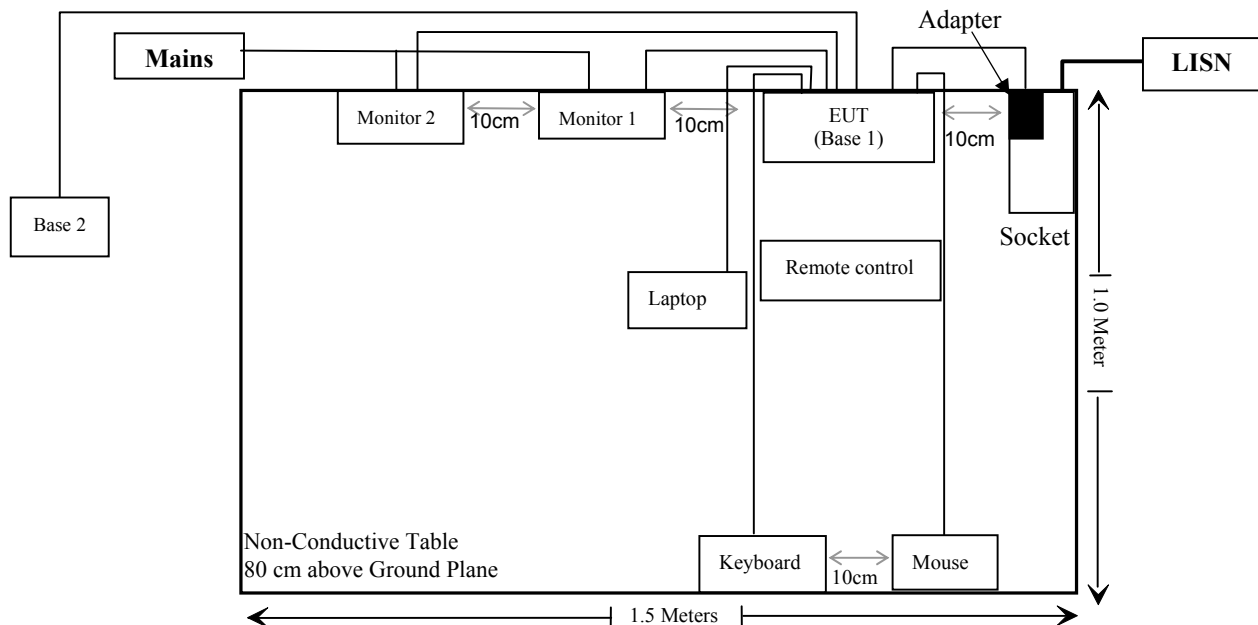 Adapter
Mains
LISN
Monitor 2
10cm
Monitor 1
10cm
EUT
(Base 1)
10cm
Base 2
Socket
Remote control
Laptop
1.0 Meter
Non-Conductive Table
80 cm above Ground Plane
Keyboard
10cm
Mouse
1.5 Meters